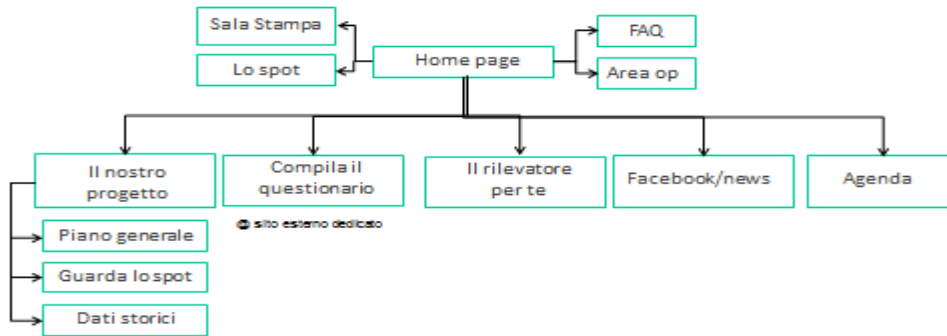 Sala Stampa
FAQ
Home page
Lo spot
Area op
Il nostro
progetto
Compila il
questionario
Il rilevatore
per te
Facebook/news
Agenda
@ sito esterno dedicato
Piano generale
Guarda lo spot
Dati storici